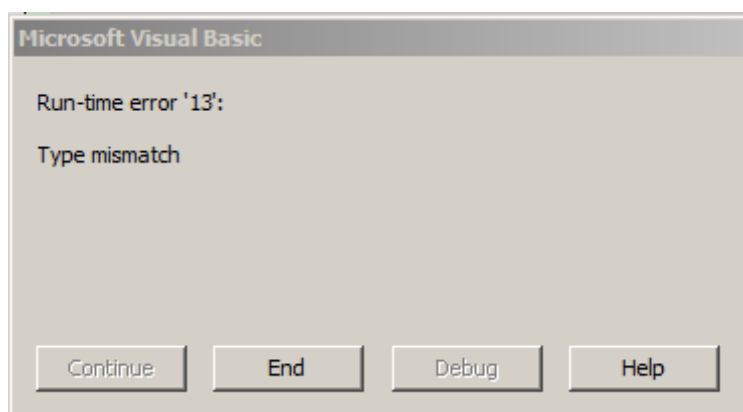 Microsoft Visual Basic
Run-time error '13':
Type mismatch
Continue End Debug Help